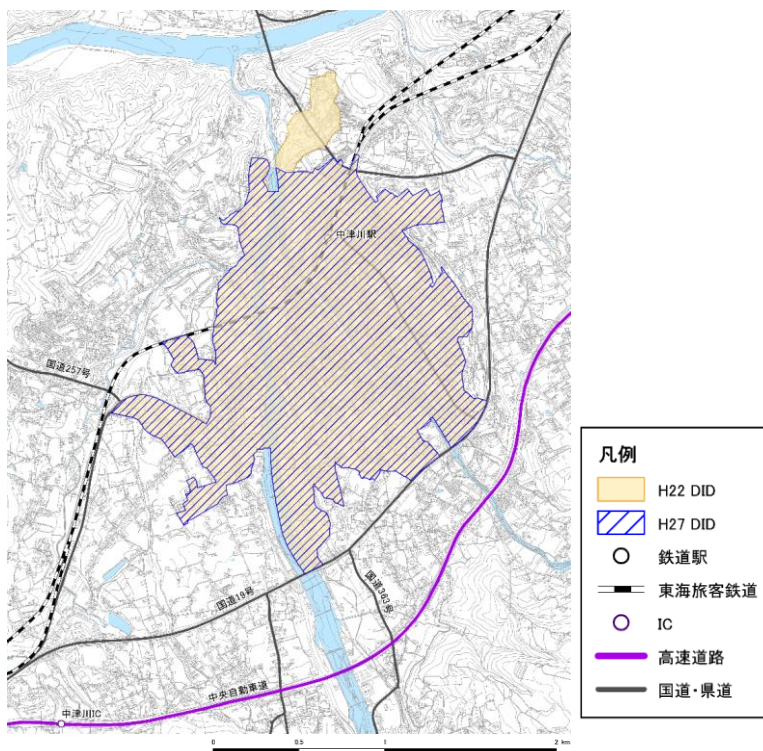 中津川駅
国道257号
国道19号
国道363号
中央自動車道
中津川IC
凡例
H22 DID
H27 DID
鉄道駅
東海旅客鉄道
IC
高速道路
国道・県道
0 0.5 1 2 km